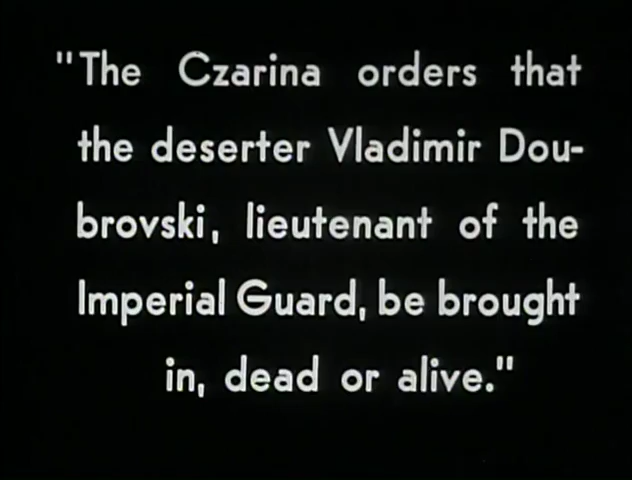 "The Czarina orders that
the deserter Vladimir Dou-
brovski, lieutenant of the
Imperial Guard, be brought
in, dead or alive."